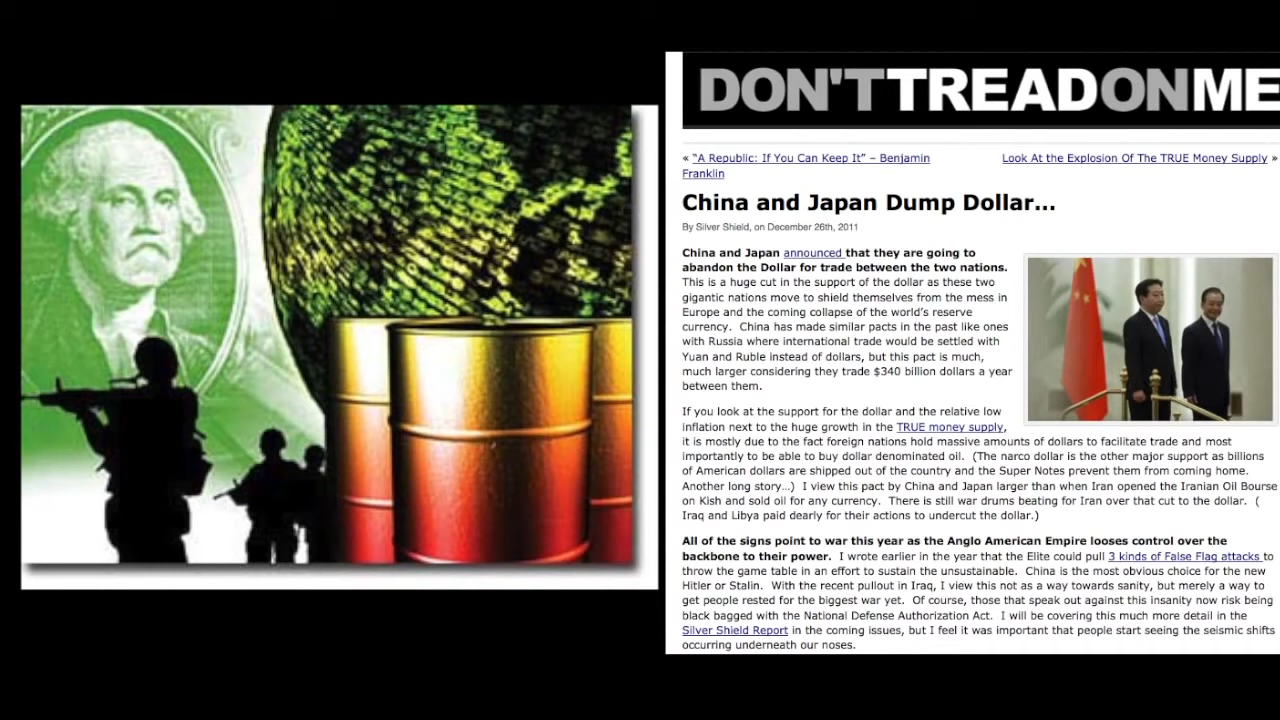 DON'TTREADONME
« “A Republic: If You Can Keep It” – Benjamin
Franklin
Look At the Explosion Of The TRUE Money Supply »
China and Japan Dump Dollar...
By Silver Shield, on December 26th, 2011
China and Japan announced that they are going to
abandon the Dollar for trade between the two nations.
This is a huge cut in the support of the dollar as these two
gigantic nations move to shield themselves from the mess in
Europe and the coming collapse of the world's reserve
currency. China has made similar pacts in the past like ones
with Russia where international trade would be settled with
Yuan and Ruble instead of dollars, but this pact is much,
much larger considering they trade $340 billion dollars a year
between them.
If you look at the support for the dollar and the relative low
inflation next to the huge growth in the TRUE money supply,
it is mostly due to the fact foreign nations hold massive amounts of dollars to facilitate trade and most
importantly to be able to buy dollar denominated oil. (The narco dollar is the other major support as billions
of American dollars are shipped out of the country and the Super Notes prevent them from coming home.
Another long story...) I view this pact by China and Japan larger than when Iran opened the Iranian Oil Bourse
on Kish and sold oil for any currency. There is still war drums beating for Iran over that cut to the dollar. (
Iraq and Libya paid dearly for their actions to undercut the dollar.)
All of the signs point to war this year as the Anglo American Empire looses control over the
backbone to their power. I wrote earlier in the year that the Elite could pull 3 kinds of False Flag attacks to
throw the game table in an effort to sustain the unsustainable. China is the most obvious choice for the new
Hitler or Stalin. With the recent pullout in Iraq, I view this not as a way towards sanity, but merely a way to
get people rested for the biggest war yet. Of course, those that speak out against this insanity now risk being
black bagged with the National Defense Authorization Act. I will be covering this much more detail in the
Silver Shield Report in the coming issues, but I feel it was important that people start seeing the seismic shifts
occurring underneath our noses.